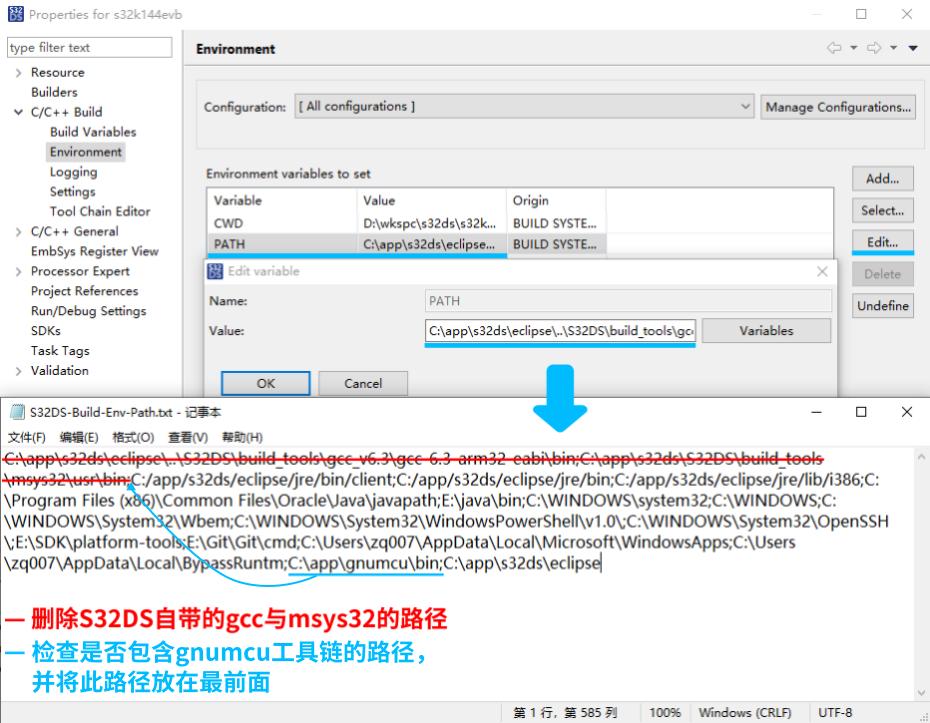 Properties for s32k144evb
type filter text
Resource
Builders
C/C++ Build
Build Variables
Environment
Logging
Settings
Tool Chain Editor
C/C++ General
EmbSys Register View
Processor Expert
Project References
Run/Debug Settings
SDKs
Task Tags
Validation
Environment
Configuration: [ All configurations ] Manage Configurations...
Environment variables to set
Variable Value Origin
CWD D:\wkspc\s32ds\s32k... BUILD SYSTE...
PATH C:\app\s32ds\eclipse... BUILD SYSTE...
Add...
Select...
Edit...
Delete
Undefine
Edit variable
Name: PATH
Value: C:\app\s32ds\eclipse\..\S32DS\build_tools\gcc Variables
OK Cancel
S32DS-Build-Env-Path.txt - 记事本
文件(F) 编辑(E) 格式(O) 查看(V) 帮助(H)
C:\app\s32ds\eclipse\..\S32DS\build_tools\gcc_v6.3\gcc-6.3-arm32-eabi\bin;C:\app\s32ds\S32DS\build_tools
\msys32\usr\bin;C:/app/s32ds/eclipse/jre/bin/client;C:/app/s32ds/eclipse/jre/bin;C:/app/s32ds/eclipse/jre/lib/i386;C:
\Program Files (x86)\Common Files\Oracle\Java\javapath;E:\java\bin;C:\WINDOWS\system32;C:\WINDOWS;C:
\WINDOWS\System32\Wbem;C:\WINDOWS\System32\WindowsPowerShell\v1.0\;C:\WINDOWS\System32\OpenSSH
\;E:\SDK\platform-tools;E:\Git\Git\cmd;C:\Users\zq007\AppData\Local\Microsoft\WindowsApps;C:\Users
\zq007\AppData\Local\BypassRuntm;C:\app\gnumcu\bin;C:\app\s32ds\eclipse
— 删除S32DS自带的gcc与msys32的路径
— 检查是否包含gnumcu工具链的路径，
并将此路径放在最前面
第 1 行，第 585 列 100% Windows (CRLF) UTF-8